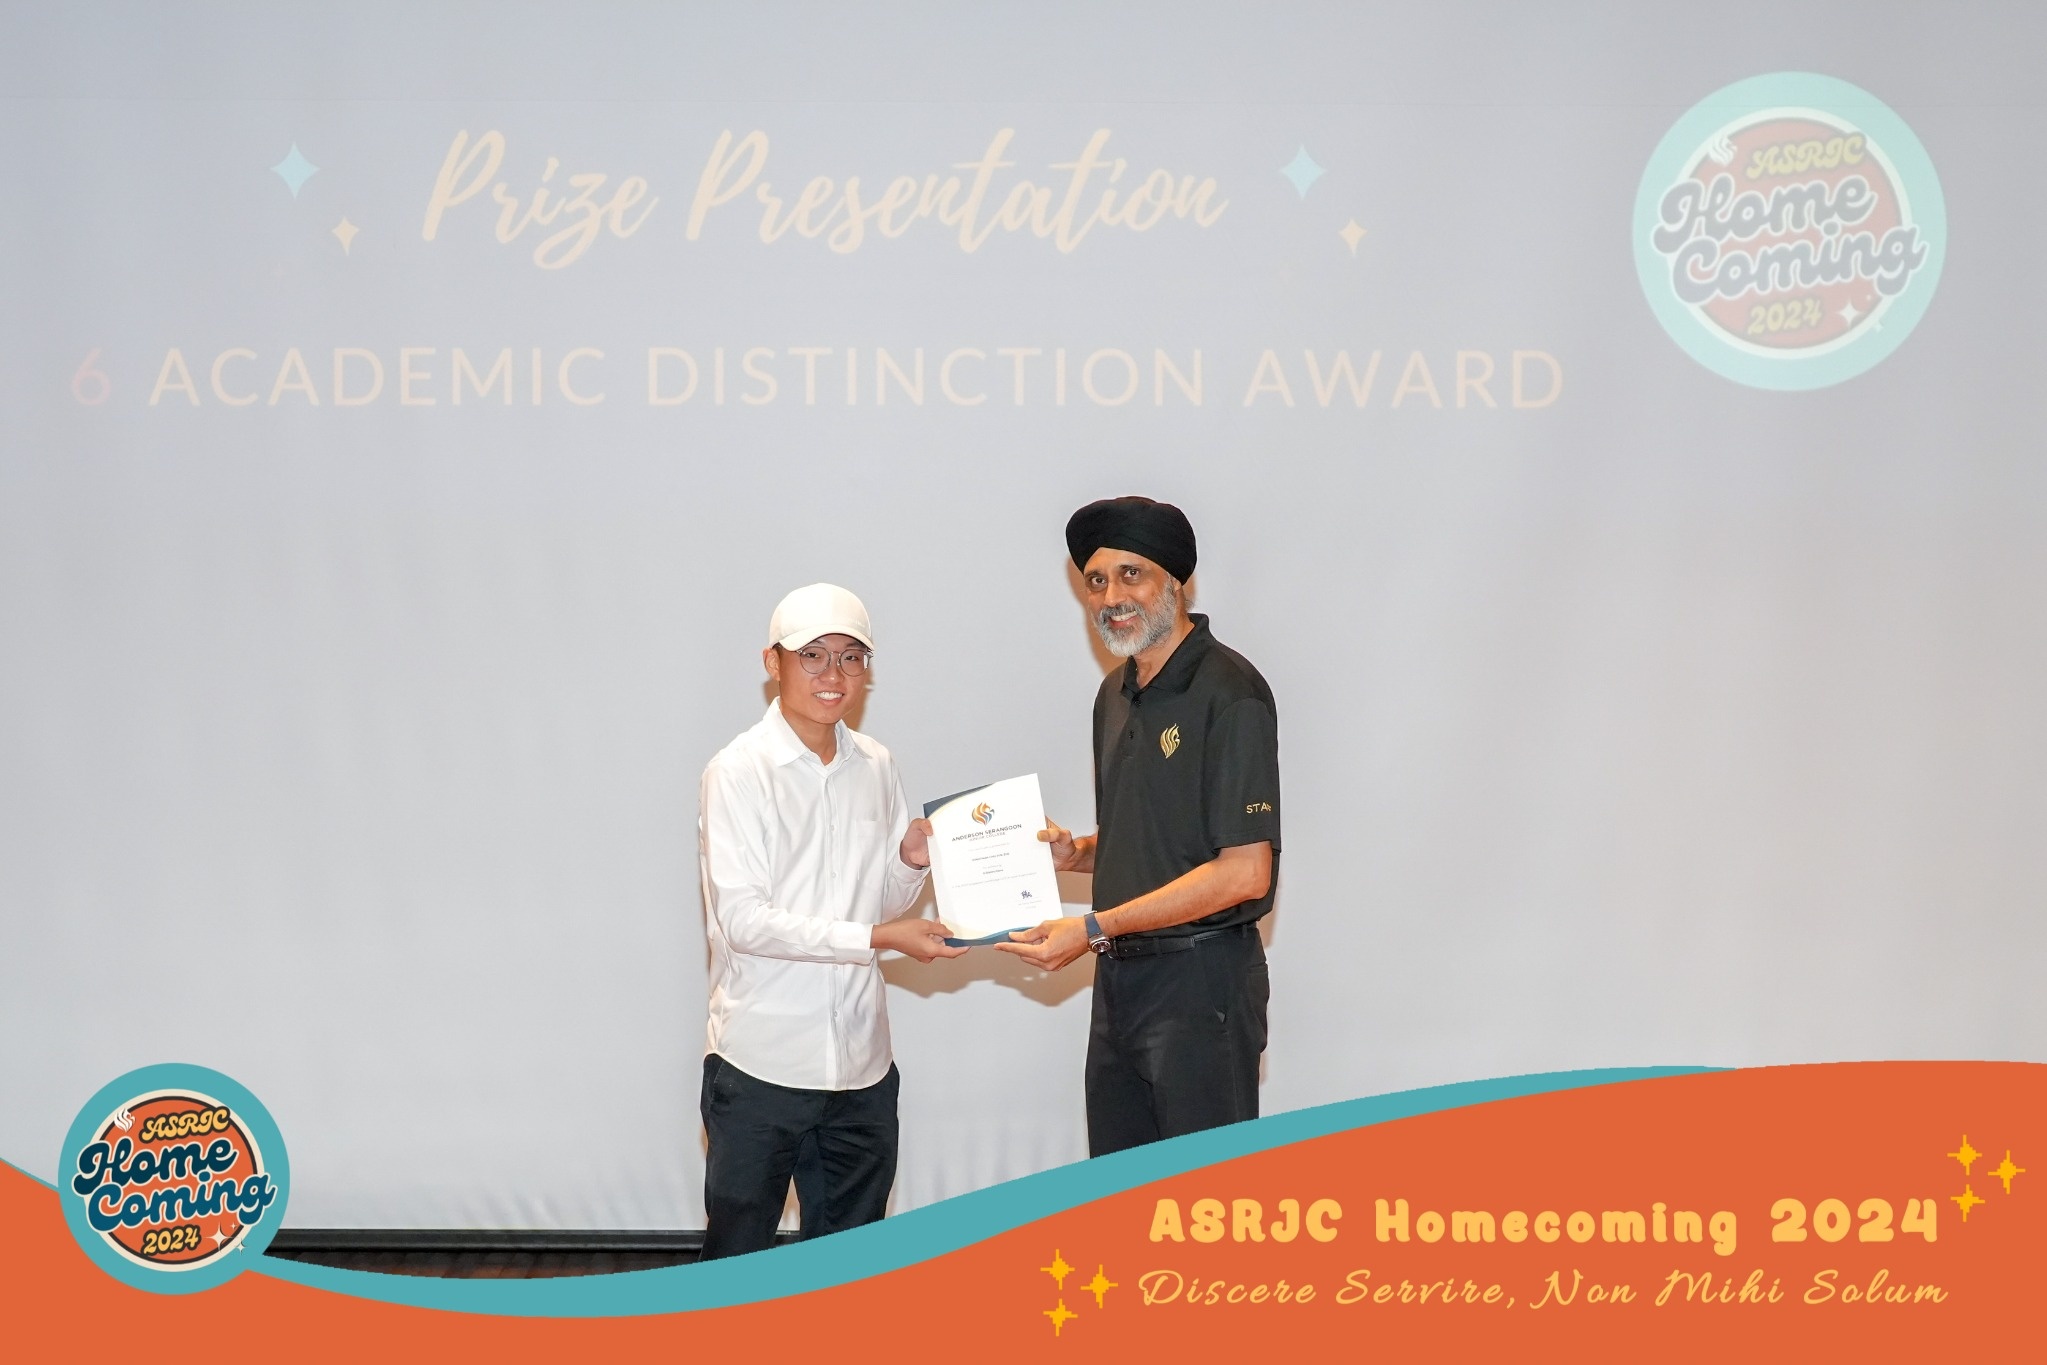 Prize Presentation
6 ACADEMIC DISTINCTION AWARD
ASRJC
Home
Coming
2024
STAFF
ANDERSON SERANGOON
JUNIOR COLLEGE
ASRJC
Home
Coming
2024
ASRJC Homecoming 2024
Discere Servire, Non Mihi Solum